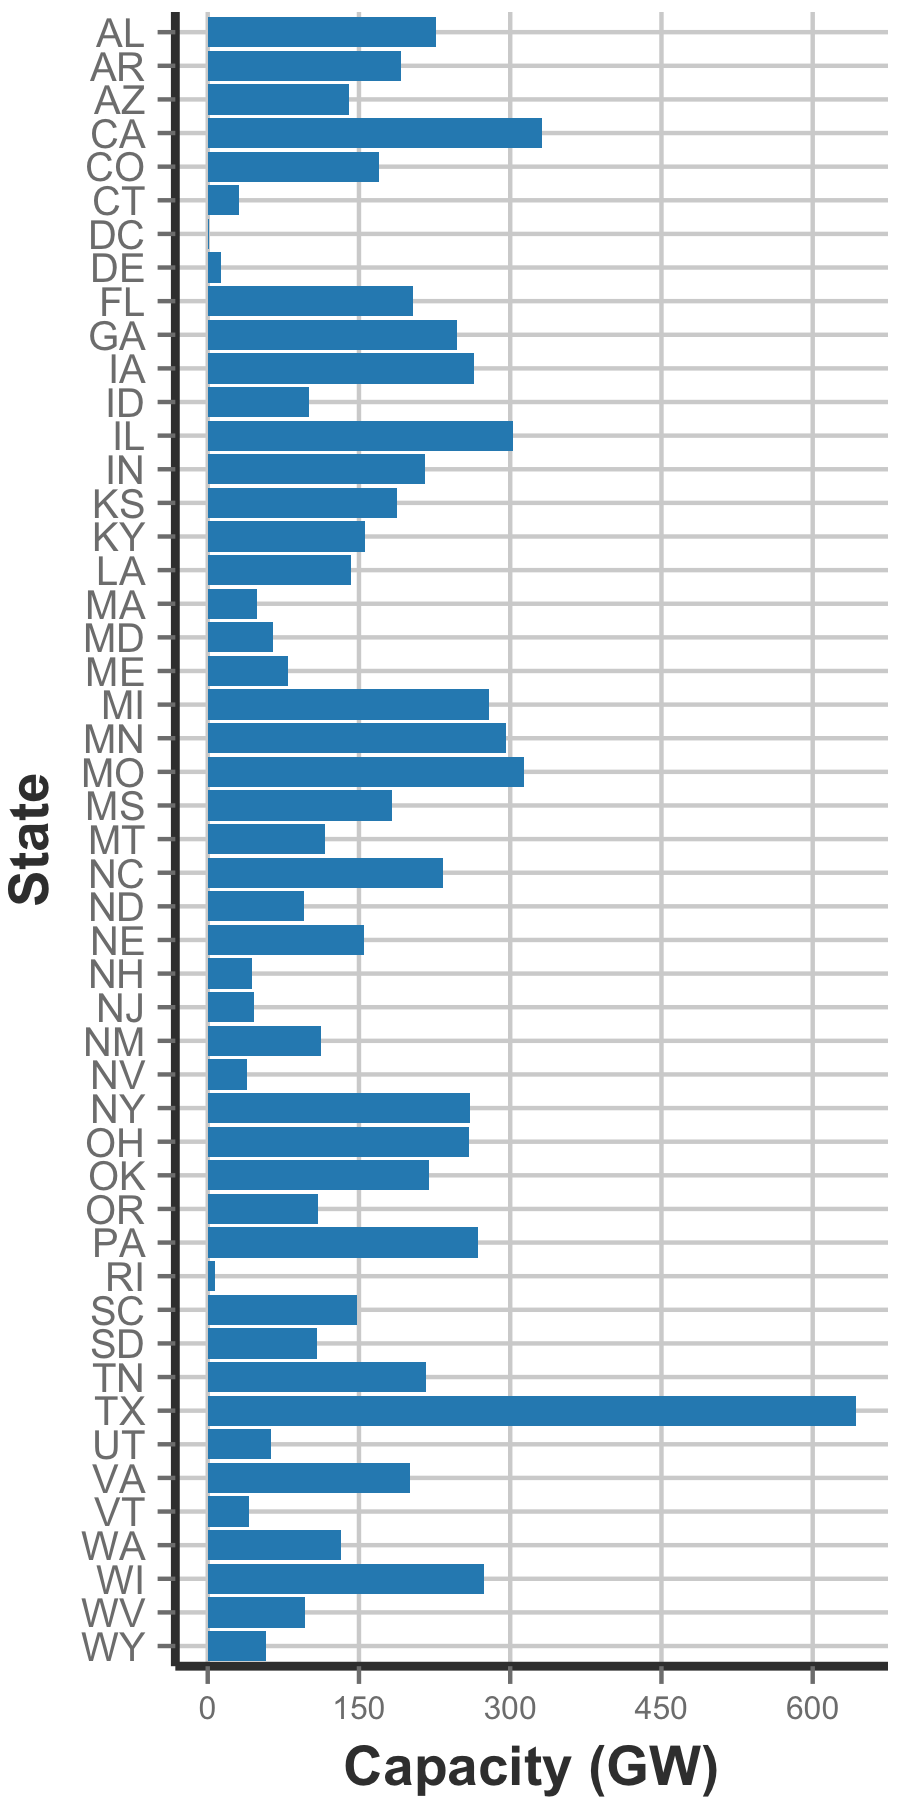 State
AL
AR
AZ
CA
CO
CT
DC
DE
FL
GA
IA
ID
IL
IN
KS
KY
LA
MA
MD
ME
MI
MN
MO
MS
MT
NC
ND
NE
NH
NJ
NM
NV
NY
OH
OK
OR
PA
RI
SC
SD
TN
TX
UT
VA
VT
WA
WI
WV
WY
0 150 300 450 600
Capacity (GW)